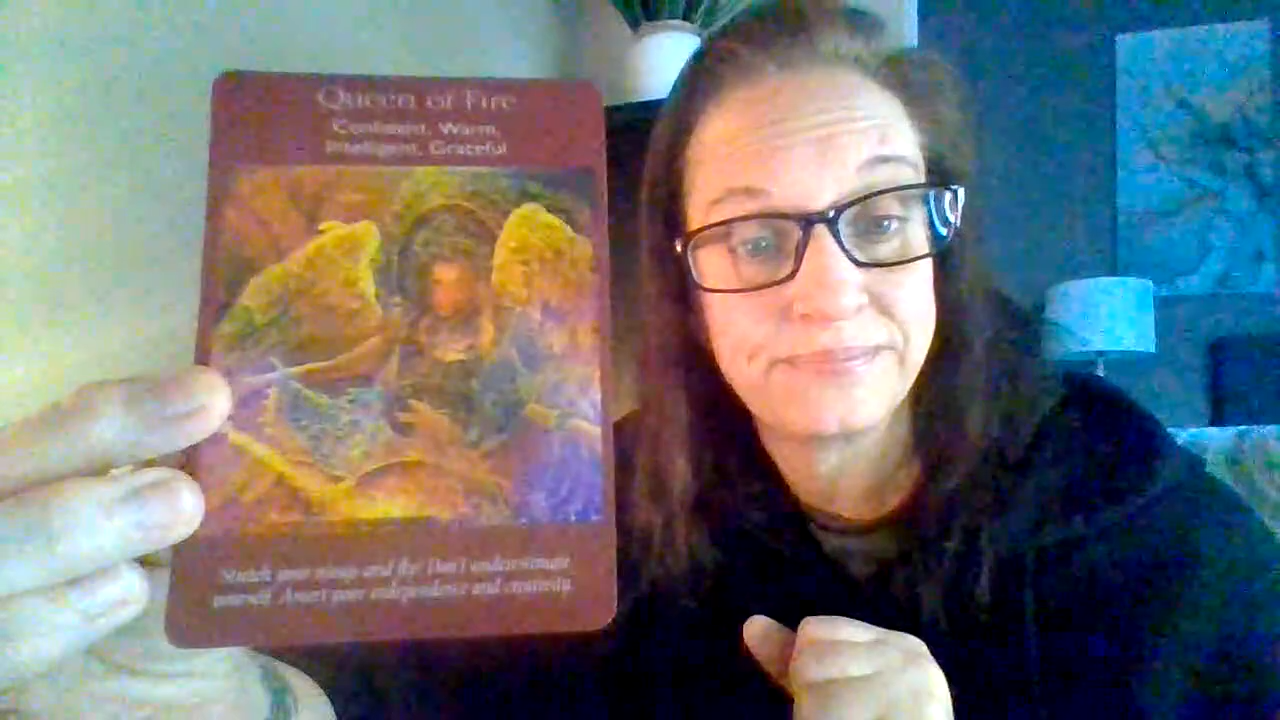 Queen of Fire
Confident, Warm,
Intelligent, Graceful
Stretch your wings and fly! Don't underestimate
yourself. Assert your independence and creativity.